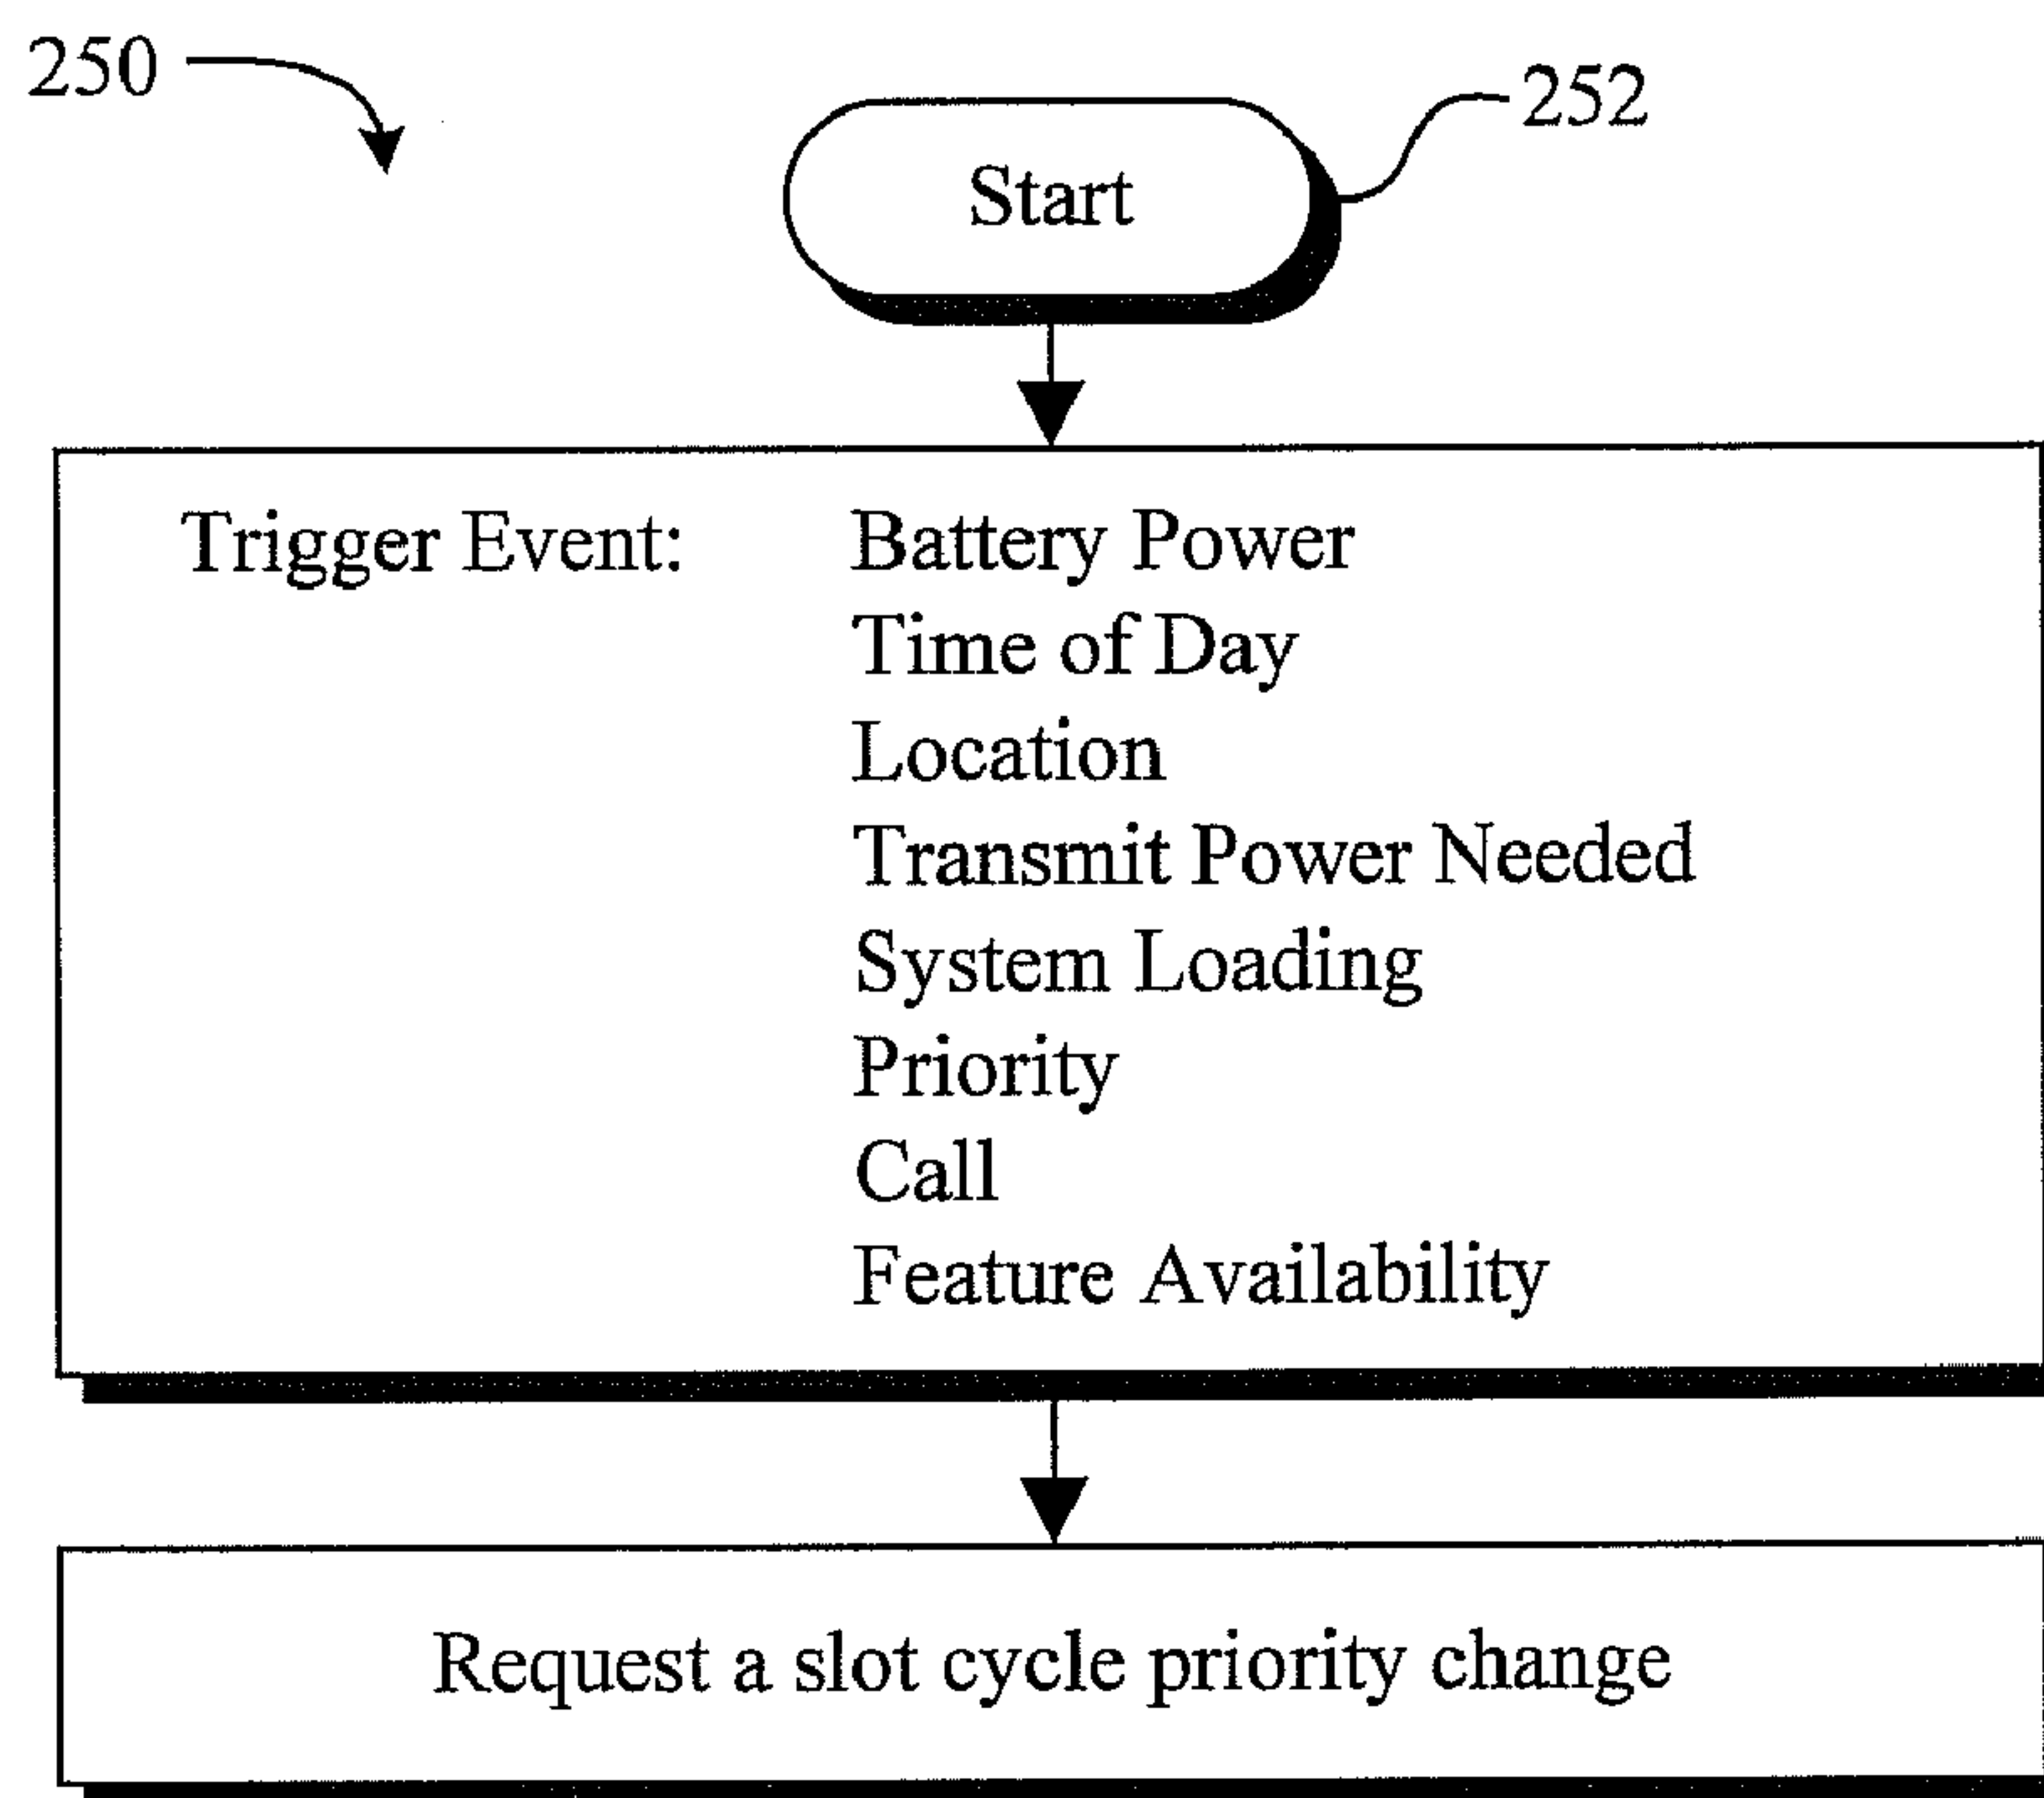 250
252
Start
Trigger Event: Battery Power
Time of Day
Location
Transmit Power Needed
System Loading
Priority
Call
Feature Availability
Request a slot cycle priority change